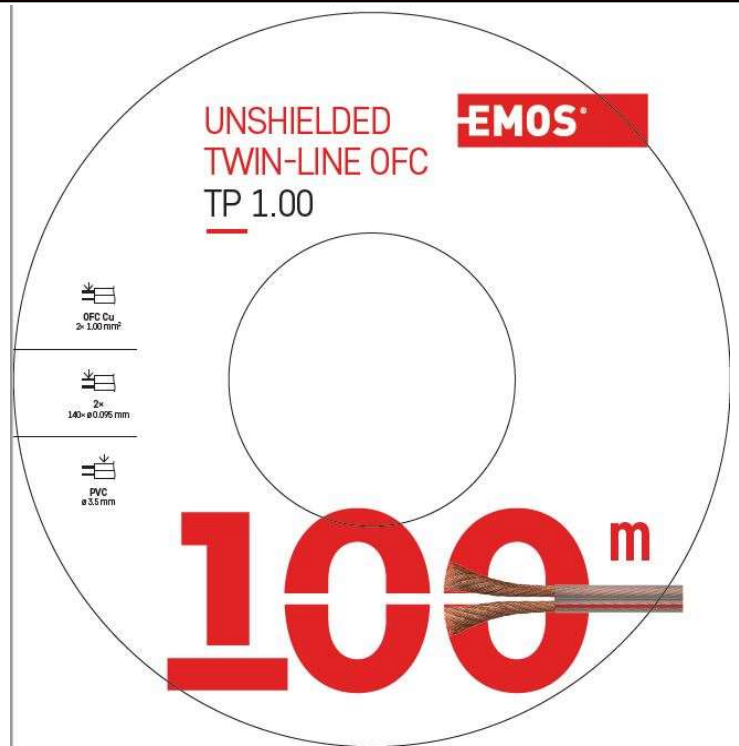 UNSHIELDED
TWIN-LINE OFC
TP 1.00
EMOS®
OFC Cu
2× 1.00 mm²
2×
140× ø 0.095 mm
PVC
ø 3.5 mm
100 m